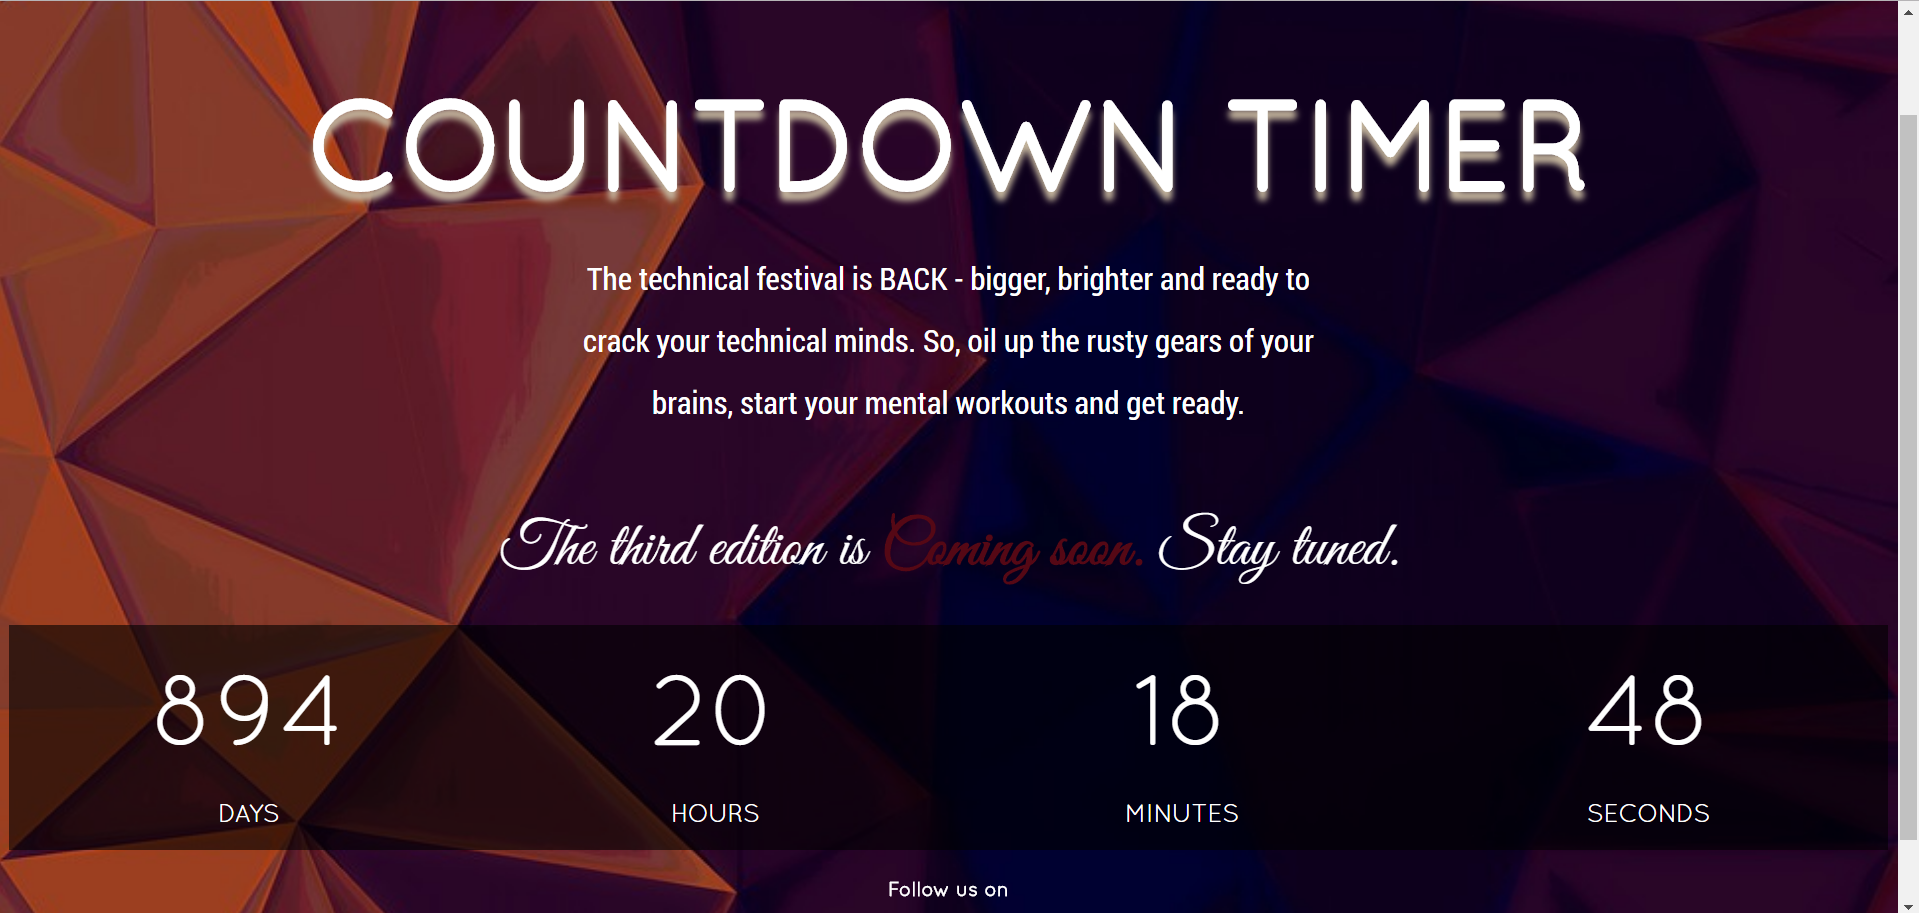 COUNTDOWN TIMER
The technical festival is BACK - bigger, brighter and ready to
crack your technical minds. So, oil up the rusty gears of your
brains, start your mental workouts and get ready.
The third edition is Coming soon. Stay tuned.
894 20 18 48
DAYS HOURS MINUTES SECONDS
Follow us on